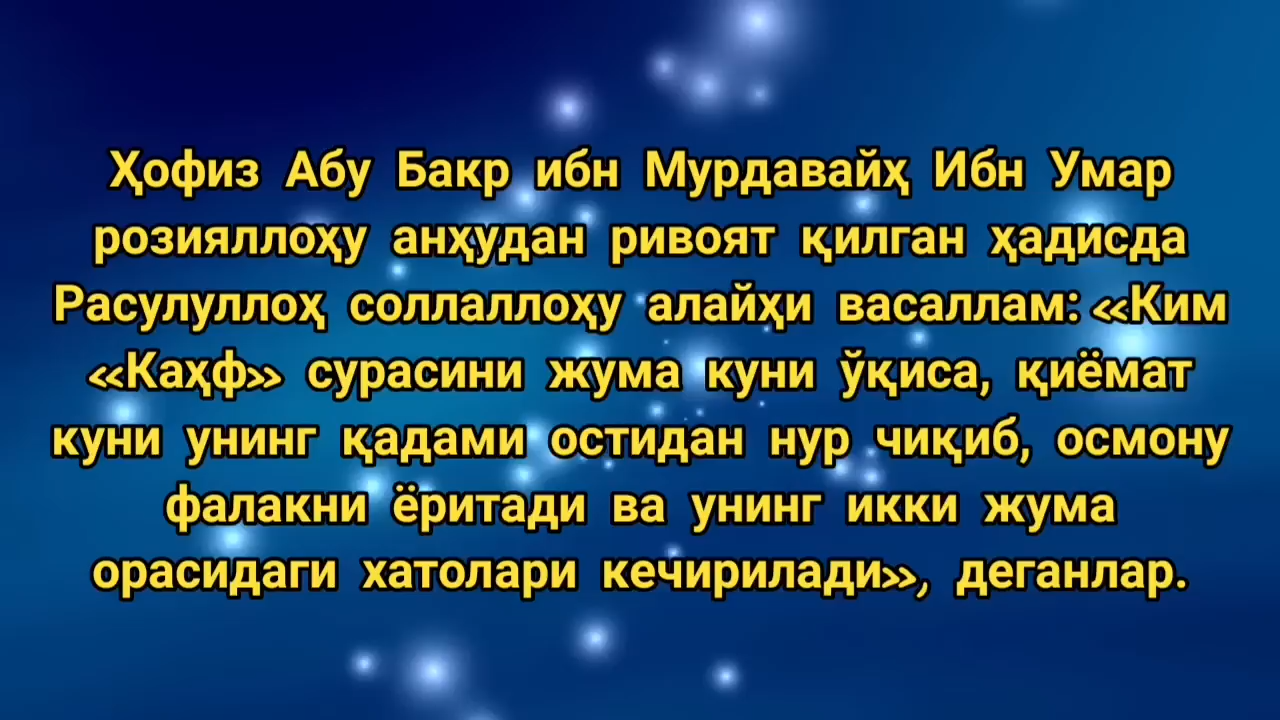 Ҳофиз Абу Бакр ибн Мурдавайҳ Ибн Умар
розияллоҳу анҳудан ривоят қилган ҳадисда
Расулуллоҳ соллаллоҳу алайҳи васаллам: «Ким
«Каҳф» сурасини жума куни ўқиса, қиёмат
куни унинг қадами остидан нур чиқиб, осмону
фалакни ёритади ва унинг икки жума
орасидаги хатолари кечирилади», деганлар.